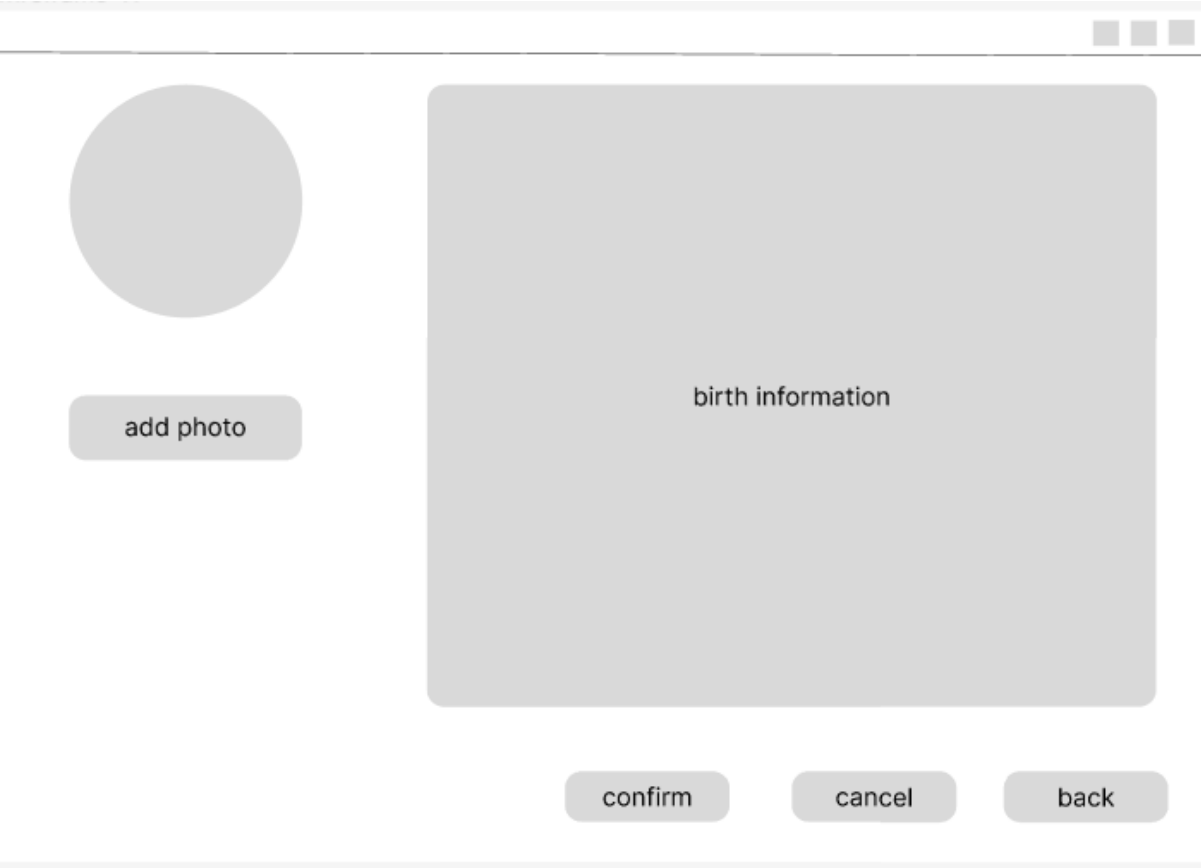 birth information
add photo
confirm
cancel
back